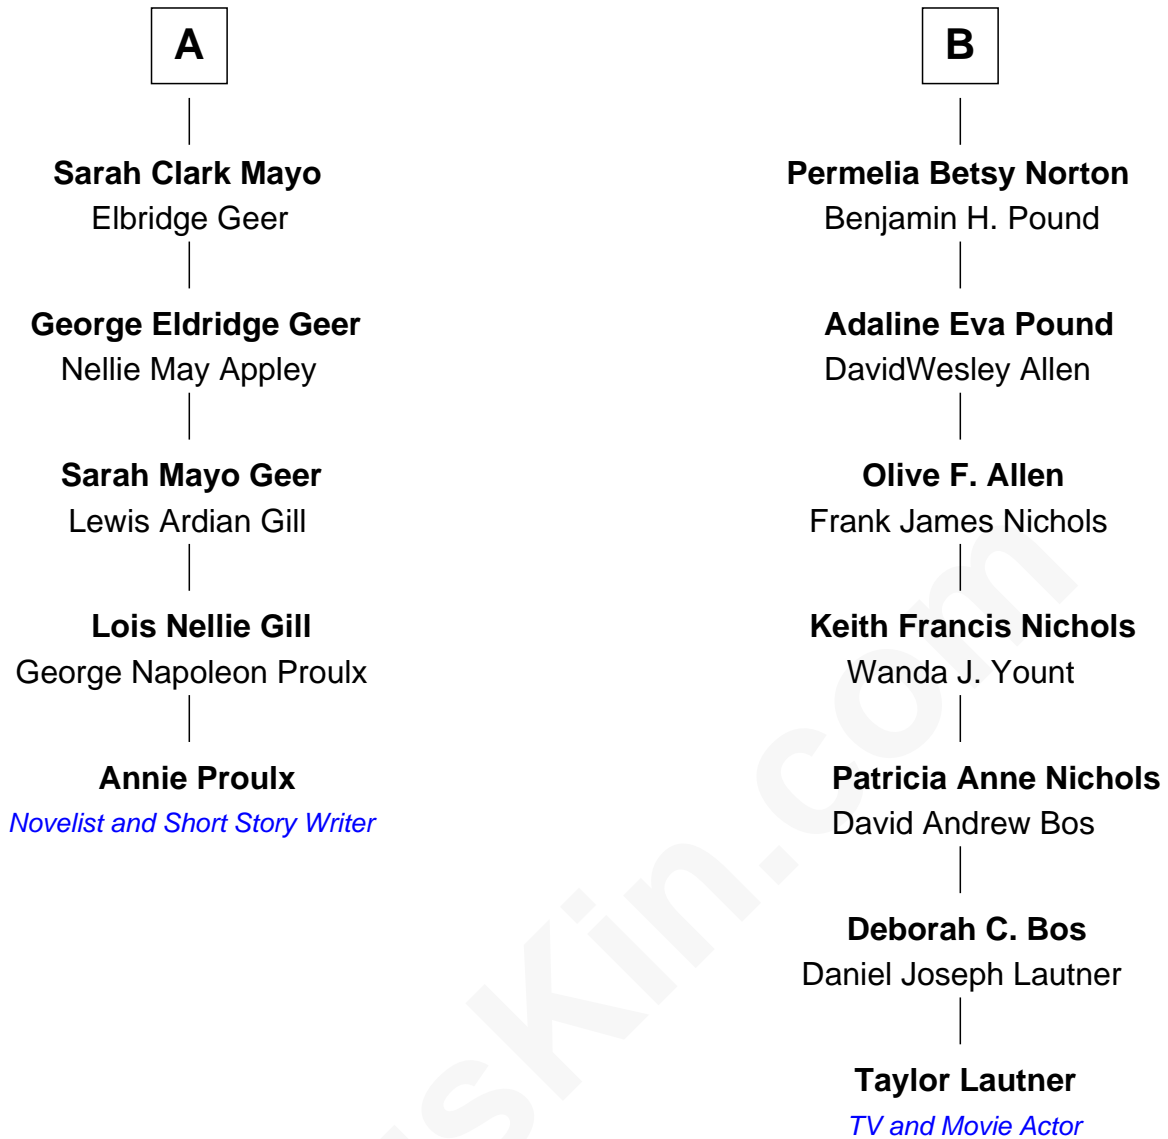 A
Sarah Clark Mayo
Elbridge Geer
George Eldridge Geer
Nellie May Appley
Sarah Mayo Geer
Lewis Ardian Gill
Lois Nellie Gill
George Napoleon Proulx
Annie Proulx
Novelist and Short Story Writer
B
Permelia Betsy Norton
Benjamin H. Pound
Adaline Eva Pound
DavidWesley Allen
Olive F. Allen
Frank James Nichols
Keith Francis Nichols
Wanda J. Yount
Patricia Anne Nichols
David Andrew Bos
Deborah C. Bos
Daniel Joseph Lautner
Taylor Lautner
TV and Movie Actor